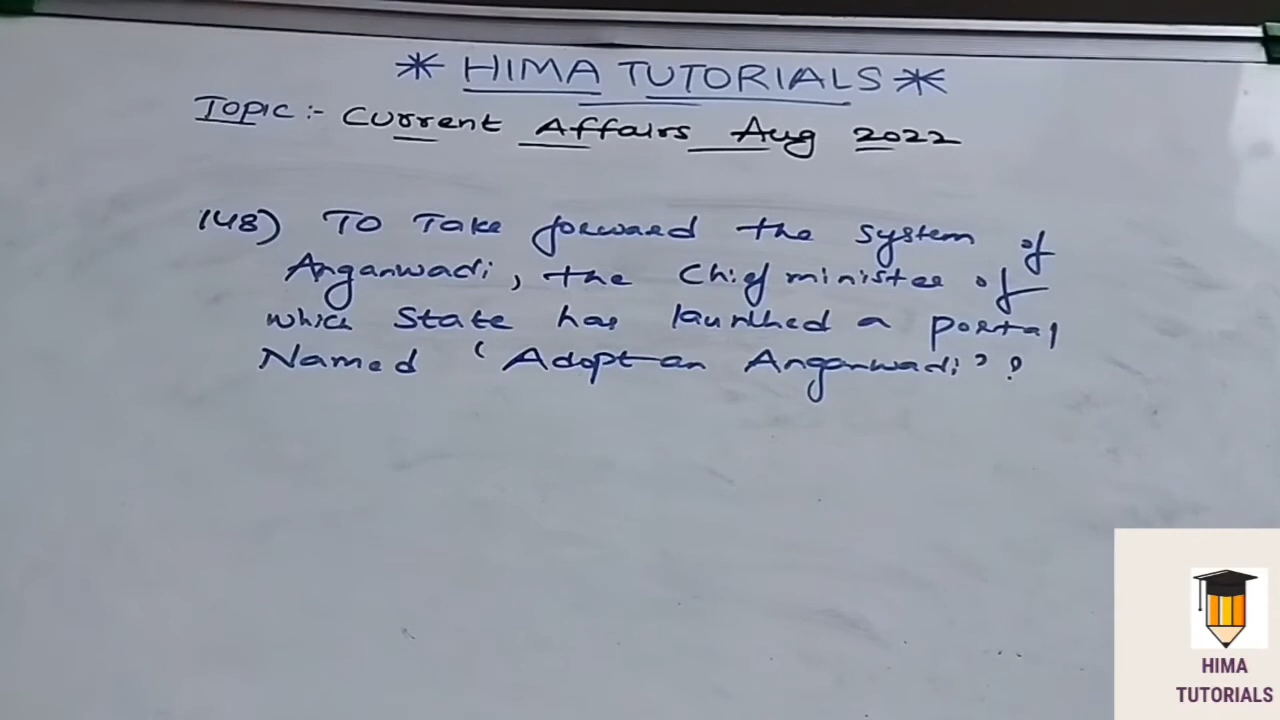 * HIMA TUTORIALS *
Topic :- Current Affairs Aug 2022
148) To Take forward the system of
Anganwadi, the Chief minister of
which State has launched a portal
Named 'Adopt an Anganwadi' ?
HIMA
TUTORIALS